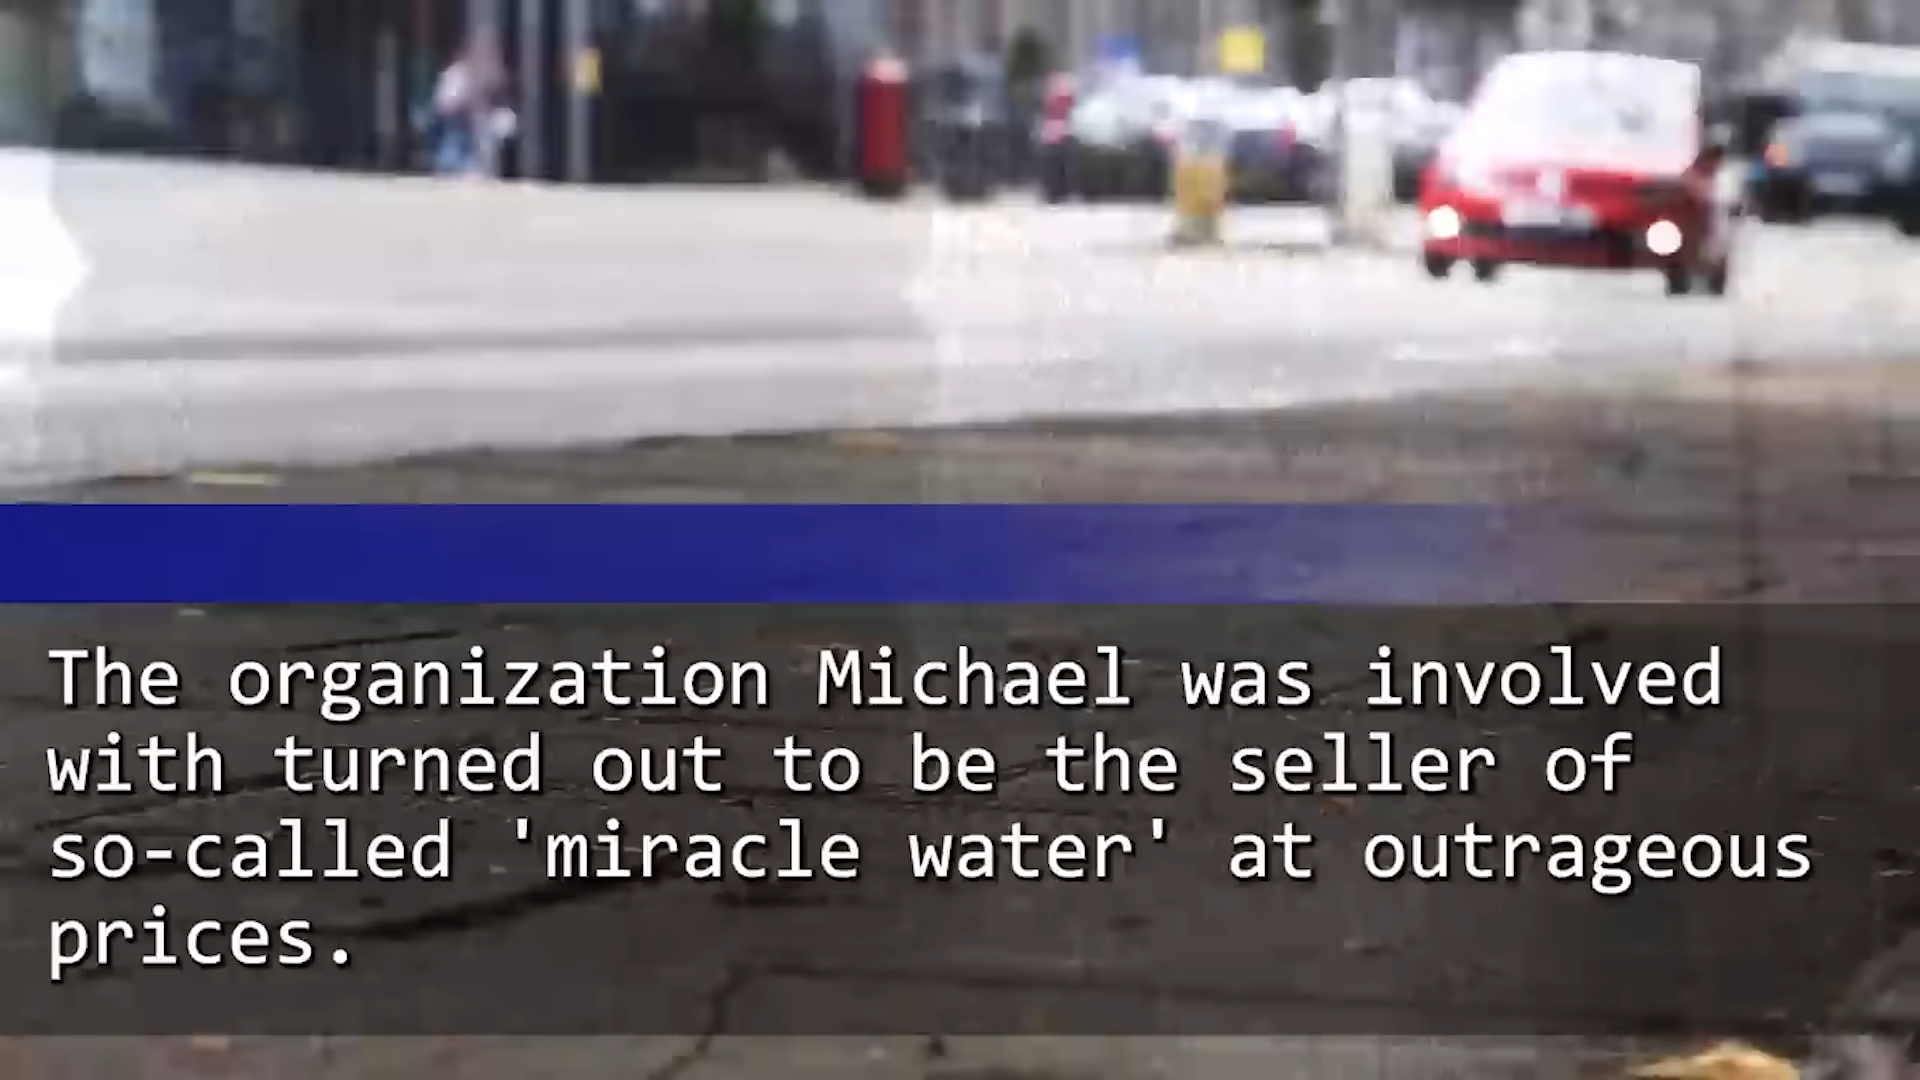 The organization Michael was involved
with turned out to be the seller of
so-called 'miracle water' at outrageous
prices.